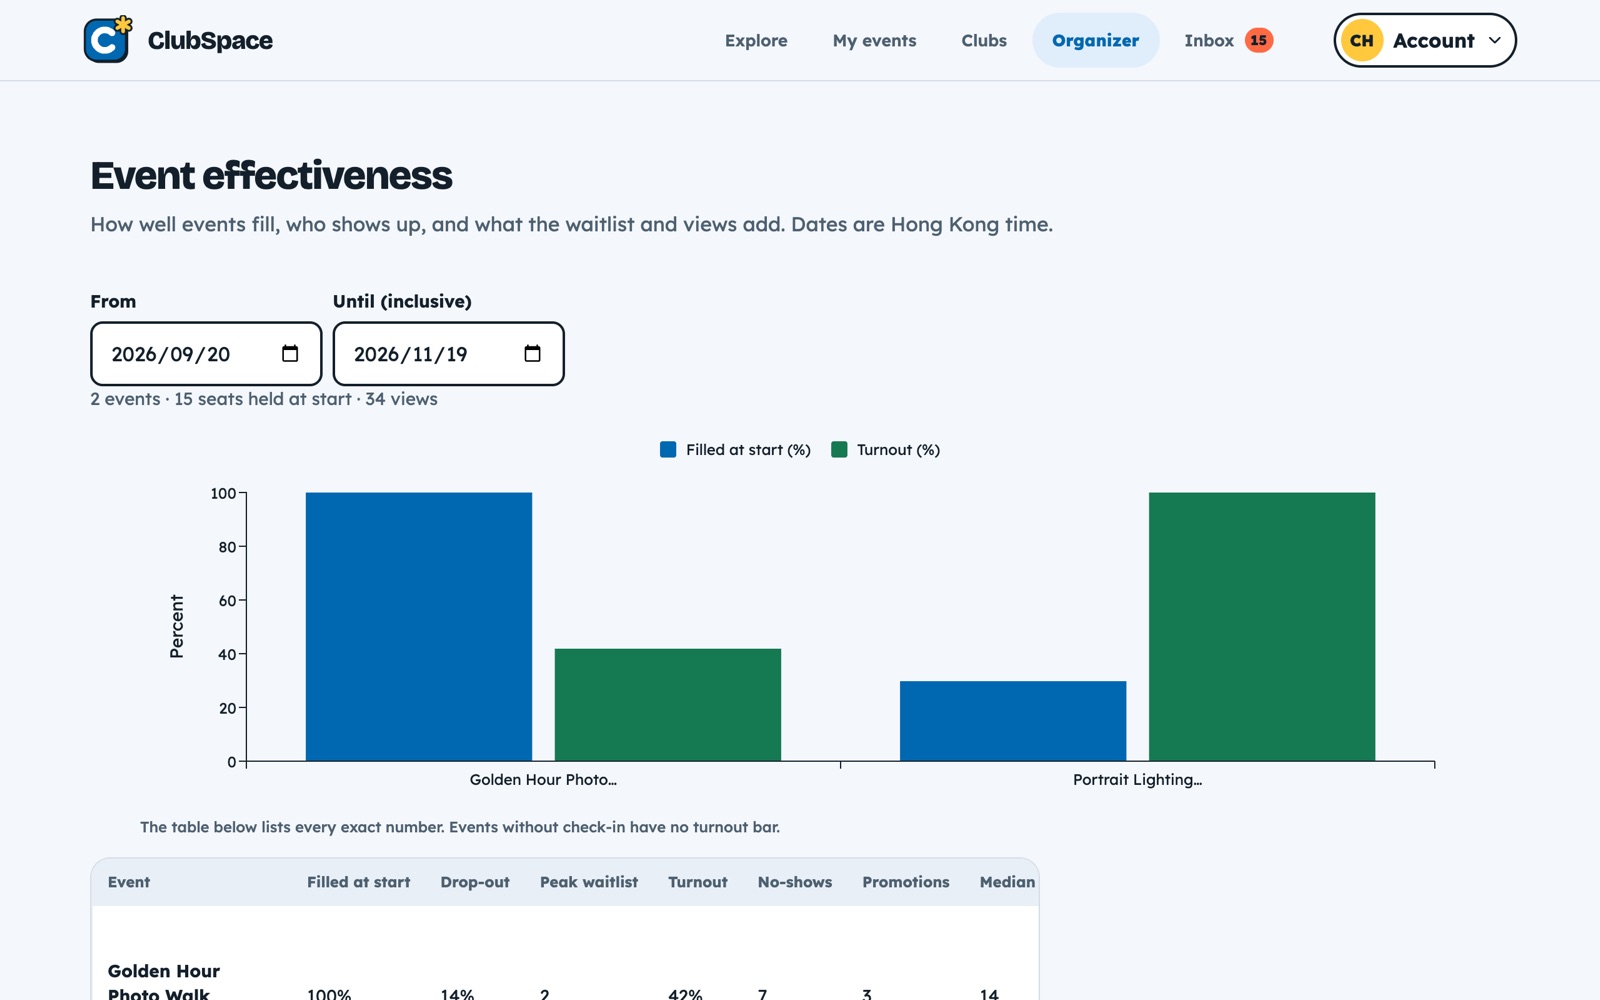 C ClubSpace
Explore My events Clubs Organizer Inbox 15 CH Account
Event effectiveness
How well events fill, who shows up, and what the waitlist and views add. Dates are Hong Kong time.
From Until (inclusive)
2026/09/20 2026/11/19
2 events · 15 seats held at start · 34 views
Filled at start (%) Turnout (%)
100
80
60
40
20
0
Percent
Golden Hour Photo... Portrait Lighting...
The table below lists every exact number. Events without check-in have no turnout bar.
Event Filled at start Drop-out Peak waitlist Turnout No-shows Promotions Median
Golden Hour
Photo Walk 100% 14% 2 42% 7 3 14